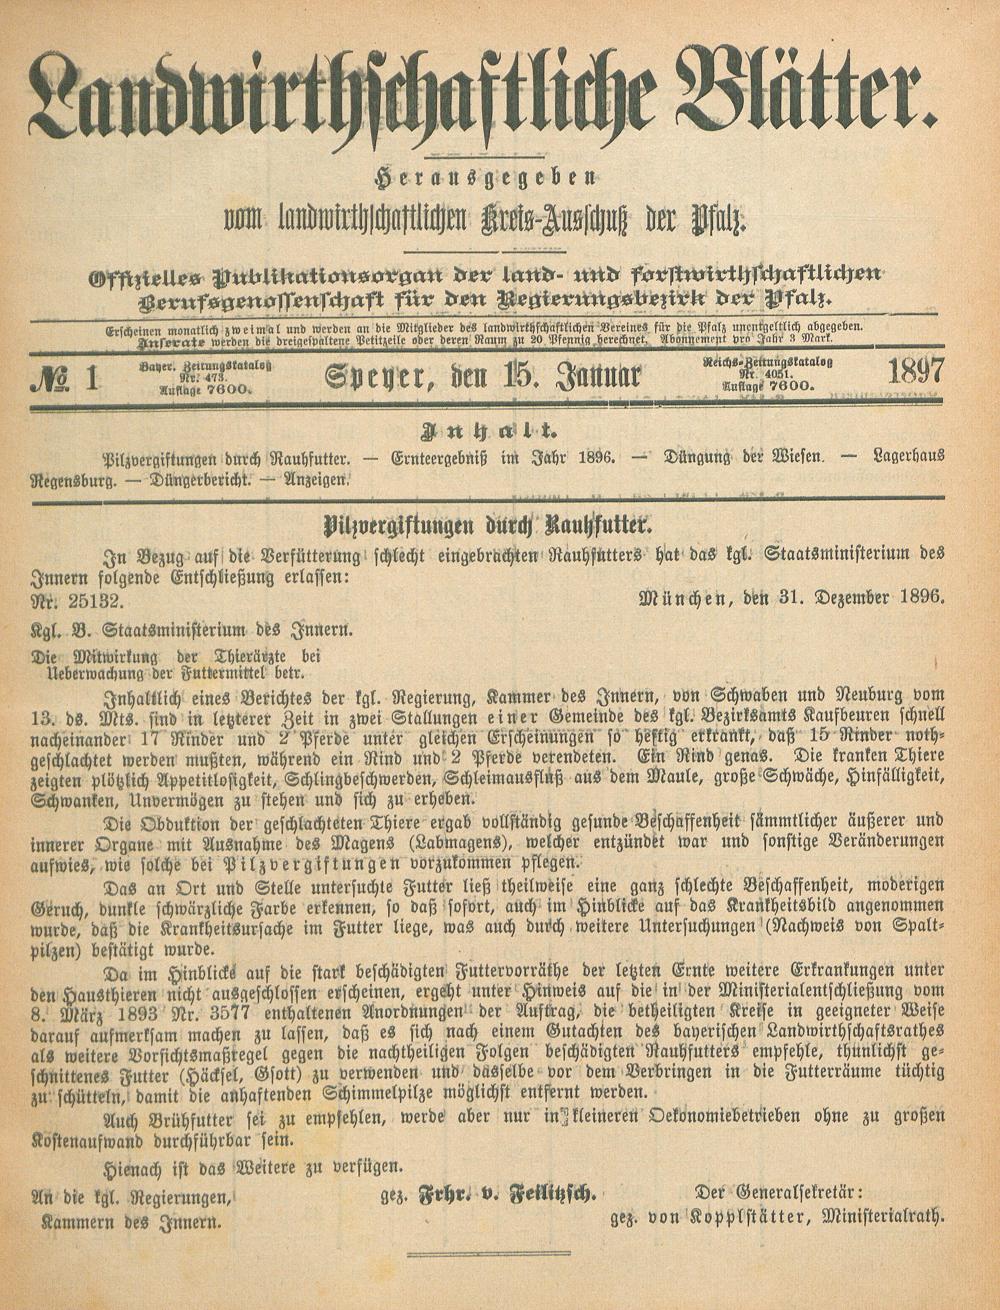 Landwirthschaftliche Blätter.
Herausgegeben
vom landwirthschaftlichen Kreis-Ausschuß der Pfalz.
Offizielles Publikationsorgan der land- und forstwirthschaftlichen
Berufsgenossenschaft für den Regierungsbezirk der Pfalz.
Erscheinen monatlich zweimal und werden an die Mitglieder des landwirthschaftlichen Vereines für die Pfalz unentgeltlich abgegeben.
Inserate werden die dreigespaltene Petitzeile oder deren Raum zu 20 Pfennig berechnet. Abonnement pro Jahr 3 Mark.
№ 1
Bayer. Zeitungskatalog
Nr. 473.
Auflage 7600.
Speyer, den 15. Januar
Reichs-Zeitungskatalog
Nr. 4051.
Auflage 7600.
1897
Inhalt.
Pilzvergiftungen durch Rauhfutter. — Ernteergebniß im Jahr 1896. — Düngung der Wiesen. — Lagerhaus
Regensburg. — Düngerbericht. — Anzeigen.
Pilzvergiftungen durch Rauhfutter.
In Bezug auf die Verfütterung schlecht eingebrachten Rauhfutters hat das kgl. Staatsministerium des
Innern folgende Entschließung erlassen:
Nr. 25132. München, den 31. Dezember 1896.
Kgl. B. Staatsministerium des Innern.
Die Mitwirkung der Thierärzte bei
Ueberwachung der Futtermittel betr.
Inhaltlich eines Berichtes der kgl. Regierung, Kammer des Innern, von Schwaben und Neuburg vom
13. ds. Mts. sind in letzterer Zeit in zwei Stallungen einer Gemeinde des kgl. Bezirksamts Kaufbeuren schnell
nacheinander 17 Rinder und 2 Pferde unter gleichen Erscheinungen so heftig erkrankt, daß 15 Rinder noth-
geschlachtet werden mußten, während ein Rind und 2 Pferde verendeten. Ein Rind genas. Die kranken Thiere
zeigten plötzlich Appetitlosigkeit, Schlingbeschwerden, Schleimausfluß aus dem Maule, große Schwäche, Hinfälligkeit,
Schwanken, Unvermögen zu stehen und sich zu erheben.
Die Obduktion der geschlachteten Thiere ergab vollständig gesunde Beschaffenheit sämmtlicher äußerer und
innerer Organe mit Ausnahme des Magens (Labmagens), welcher entzündet war und sonstige Veränderungen
aufwies, wie solche bei Pilzvergiftungen vorzukommen pflegen.
Das an Ort und Stelle untersuchte Futter ließ theilweise eine ganz schlechte Beschaffenheit, moderigen
Geruch, dunkle schwärzliche Farbe erkennen, so daß sofort, auch im Hinblicke auf das Krankheitsbild angenommen
wurde, daß die Krankheitsursache im Futter liege, was auch durch weitere Untersuchungen (Nachweis von Spalt-
pilzen) bestätigt wurde.
Da im Hinblicke auf die stark beschädigten Futtervorräthe der letzten Ernte weitere Erkrankungen unter
den Hausthieren nicht ausgeschlossen erscheinen, ergeht unter Hinweis auf die in der Ministerialentschließung vom
8. März 1893 Nr. 3577 enthaltenen Anordnungen der Auftrag, die betheiligten Kreise in geeigneter Weise
darauf aufmerksam machen zu lassen, daß es sich nach einem Gutachten des bayerischen Landwirthschaftsrathes
als weitere Vorsichtsmaßregel gegen die nachtheiligen Folgen beschädigten Rauhfutters empfehle, thunlichst ge-
schnittenes Futter (Häcksel, Gsott) zu verwenden und dasselbe vor dem Verbringen in die Futterräume tüchtig
zu schütteln, damit die anhaftenden Schimmelpilze möglichst entfernt werden.
Auch Brühfutter sei zu empfehlen, werde aber nur in kleineren Oekonomiebetrieben ohne zu großen
Kostenaufwand durchführbar sein.
Hienach ist das Weitere zu verfügen.
An die kgl. Regierungen, gez. Frhr. v. Feilitzsch. Der Generalsekretär:
Kammern des Innern. gez. von Kopplstätter, Ministerialrath.